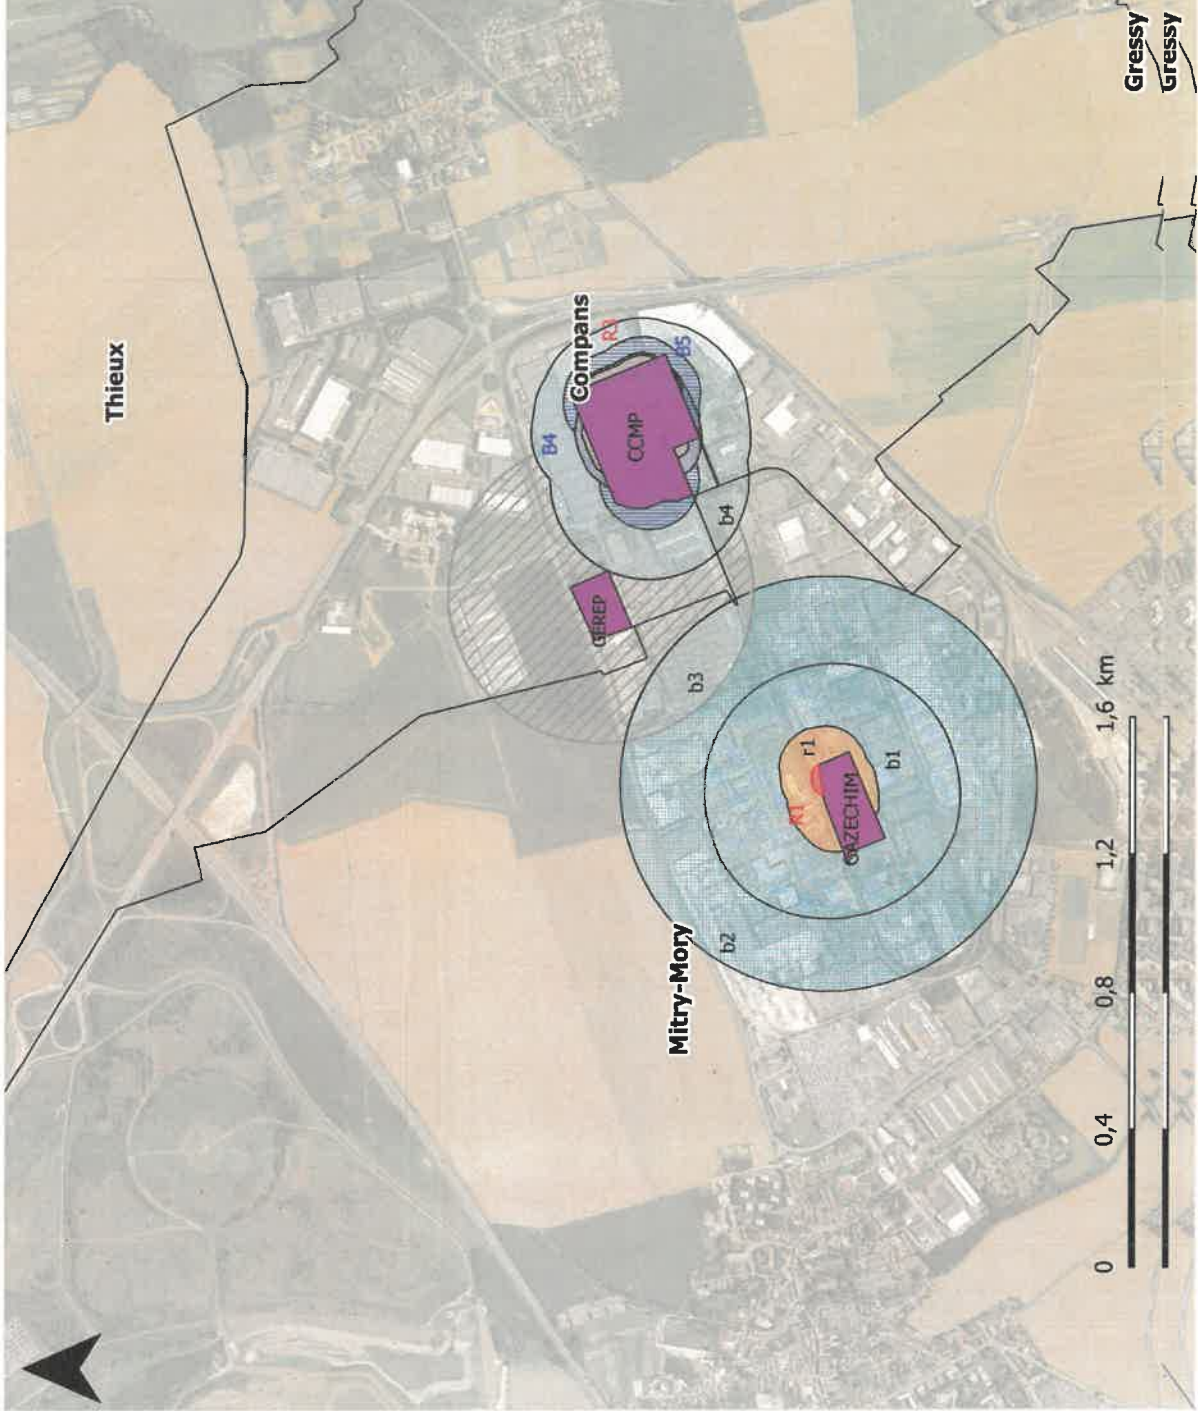 Gressy
Gressy
Thieux
Compans
R3
B5
B4
CCMP
b4
GEREP
b3
r1
b1
R1
GAZECHIM
b2
Mitry-Mory
0
0,4
0,8
1,2
1,6 km